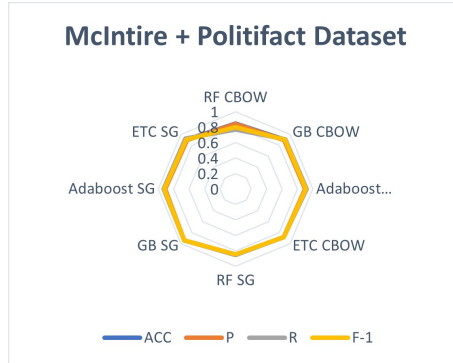 McIntire + Politifact Dataset
RF CBOW
1
0.8
0.6
0.4
0.2
0
ETC SG
GB CBOW
Adaboost SG
Adaboost...
GB SG
ETC CBOW
RF SG
ACC P R F-1